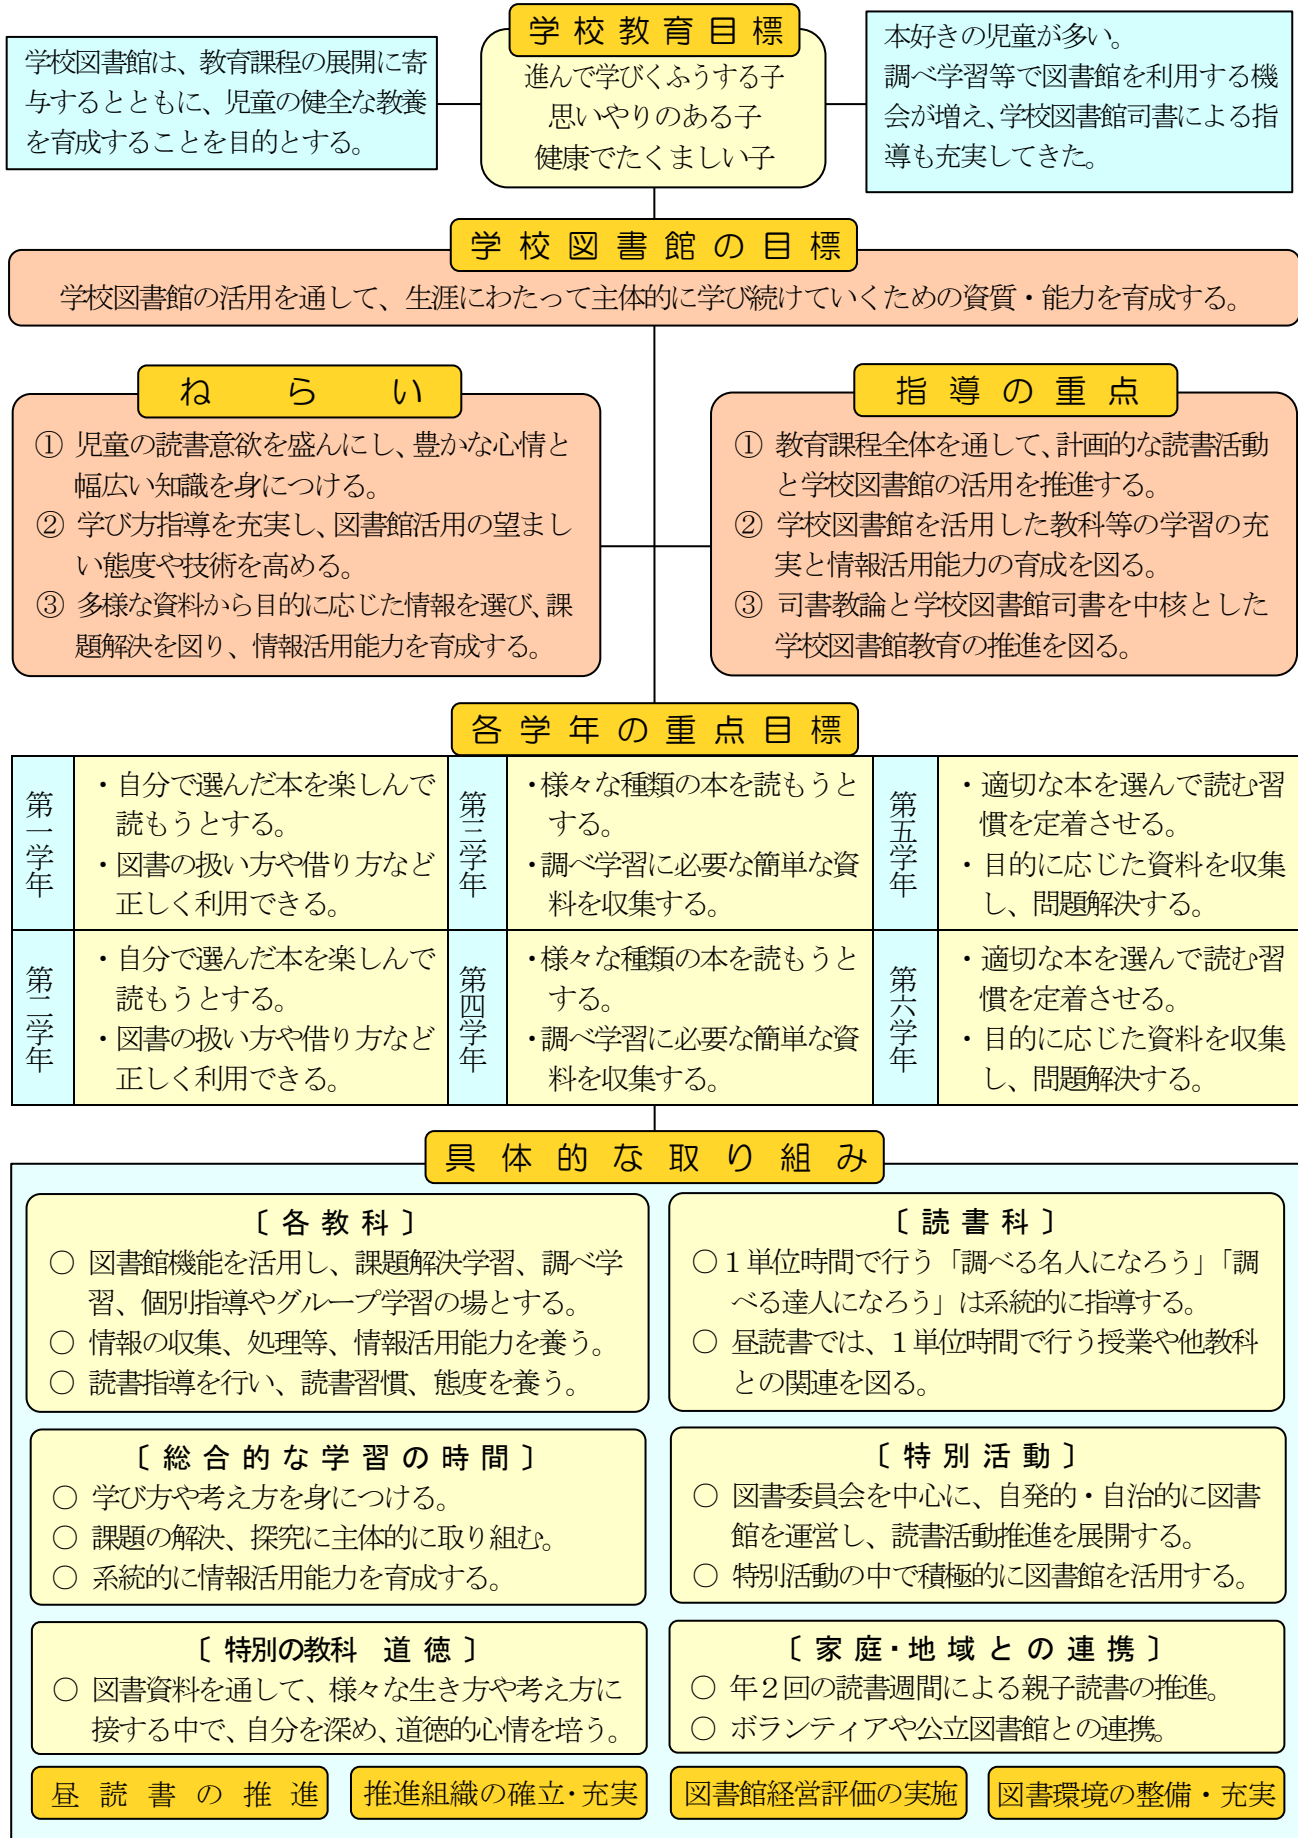 学校教育目標
進んで学びくふうする子
思いやりのある子
健康でたくましい子
学校図書館は、教育課程の展開に寄
与するとともに、児童の健全な教養
を育成することを目的とする。
本好きの児童が多い。
調べ学習等で図書館を利用する機
会が増え、学校図書館司書による指
導も充実してきた。
学校図書館の目標
学校図書館の活用を通して、生涯にわたって主体的に学び続けていくための資質・能力を育成する。
ねらい
① 児童の読書意欲を盛んにし、豊かな心情と
幅広い知識を身につける。
② 学び方指導を充実し、図書館活用の望まし
い態度や技術を高める。
③ 多様な資料から目的に応じた情報を選び、課
題解決を図り、情報活用能力を育成する。
指導の重点
① 教育課程全体を通して、計画的な読書活動
と学校図書館の活用を推進する。
② 学校図書館を活用した教科等の学習の充
実と情報活用能力の育成を図る。
③ 司書教諭と学校図書館司書を中核とした
学校図書館教育の推進を図る。
各学年の重点目標
第一学年
・自分で選んだ本を楽しんで
読もうとする。
・図書の扱い方や借り方など
正しく利用できる。
第三学年
・様々な種類の本を読もうと
する。
・調べ学習に必要な簡単な資
料を収集する。
第五学年
・適切な本を選んで読む習
慣を定着させる。
・目的に応じた資料を収集
し、問題解決する。
第二学年
・自分で選んだ本を楽しんで
読もうとする。
・図書の扱い方や借り方など
正しく利用できる。
第四学年
・様々な種類の本を読もうと
する。
・調べ学習に必要な簡単な資
料を収集する。
第六学年
・適切な本を選んで読む習
慣を定着させる。
・目的に応じた資料を収集
し、問題解決する。
具体的な取り組み
〔各教科〕
○ 図書館機能を活用し、課題解決学習、調べ学
習、個別指導やグループ学習の場とする。
○ 情報の収集、処理等、情報活用能力を養う。
○ 読書指導を行い、読書習慣、態度を養う。
〔読書科〕
○1単位時間で行う「調べる名人になろう」「調
べる達人になろう」は系統的に指導する。
○ 昼読書では、1単位時間で行う授業や他教科
との関連を図る。
〔総合的な学習の時間〕
○ 学び方や考え方を身につける。
○ 課題の解決、探究に主体的に取り組む。
○ 系統的に情報活用能力を育成する。
〔特別活動〕
○ 図書委員会を中心に、自発的・自治的に図書
館を運営し、読書活動推進を展開する。
○ 特別活動の中で積極的に図書館を活用する。
〔特別の教科 道徳〕
○ 図書資料を通して、様々な生き方や考え方に
接する中で、自分を深め、道徳的心情を培う。
〔家庭・地域との連携〕
○ 年2回の読書週間による親子読書の推進。
○ ボランティアや公立図書館との連携。
昼読書の推進
推進組織の確立・充実
図書館経営評価の実施
図書環境の整備・充実